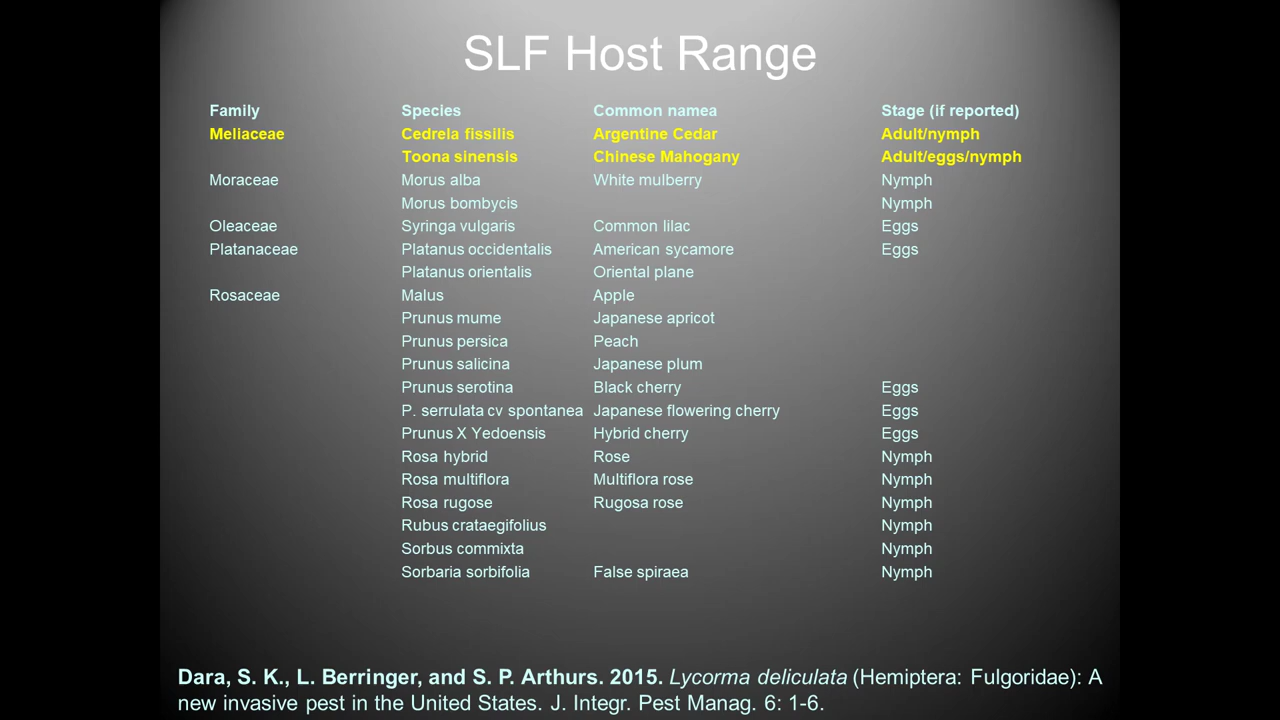 SLF Host Range
Family Species Common namea Stage (if reported)
Meliaceae Cedrela fissilis Argentine Cedar Adult/nymph
Toona sinensis Chinese Mahogany Adult/eggs/nymph
Moraceae Morus alba White mulberry Nymph
Morus bombycis Nymph
Oleaceae Syringa vulgaris Common lilac Eggs
Platanaceae Platanus occidentalis American sycamore Eggs
Platanus orientalis Oriental plane
Rosaceae Malus Apple
Prunus mume Japanese apricot
Prunus persica Peach
Prunus salicina Japanese plum
Prunus serotina Black cherry Eggs
P. serrulata cv spontanea Japanese flowering cherry Eggs
Prunus X Yedoensis Hybrid cherry Eggs
Rosa hybrid Rose Nymph
Rosa multiflora Multiflora rose Nymph
Rosa rugose Rugosa rose Nymph
Rubus crataegifolius Nymph
Sorbus commixta Nymph
Sorbaria sorbifolia False spiraea Nymph
Dara, S. K., L. Berringer, and S. P. Arthurs. 2015. Lycorma deliculata (Hemiptera: Fulgoridae): A
new invasive pest in the United States. J. Integr. Pest Manag. 6: 1-6.